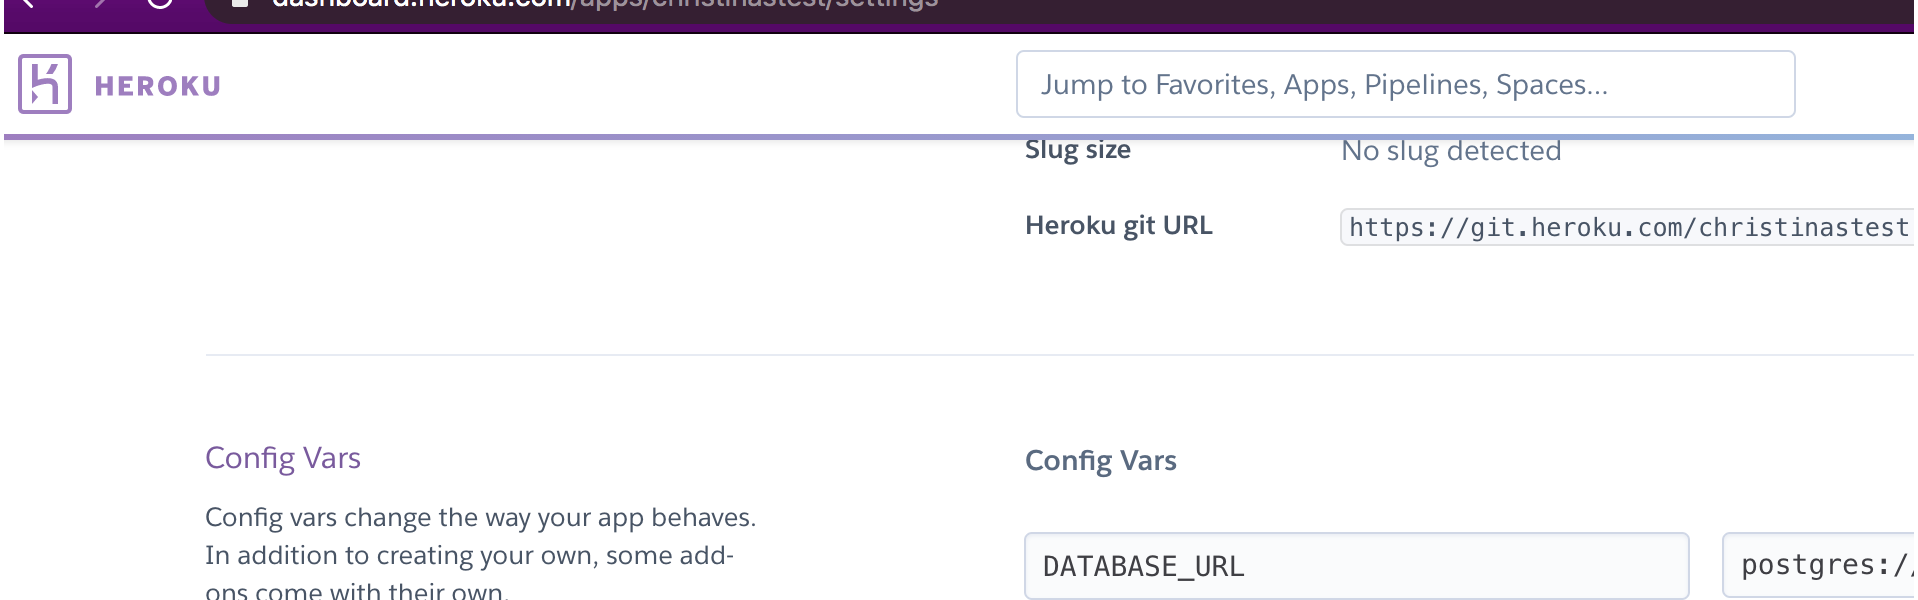 dashboard.heroku.com/apps/christinastest/settings
HEROKU
Jump to Favorites, Apps, Pipelines, Spaces...
Slug size No slug detected
Heroku git URL https://git.heroku.com/christinastest
Config Vars
Config vars change the way your app behaves.
In addition to creating your own, some add-
ons come with their own.
Config Vars
DATABASE_URL postgres://